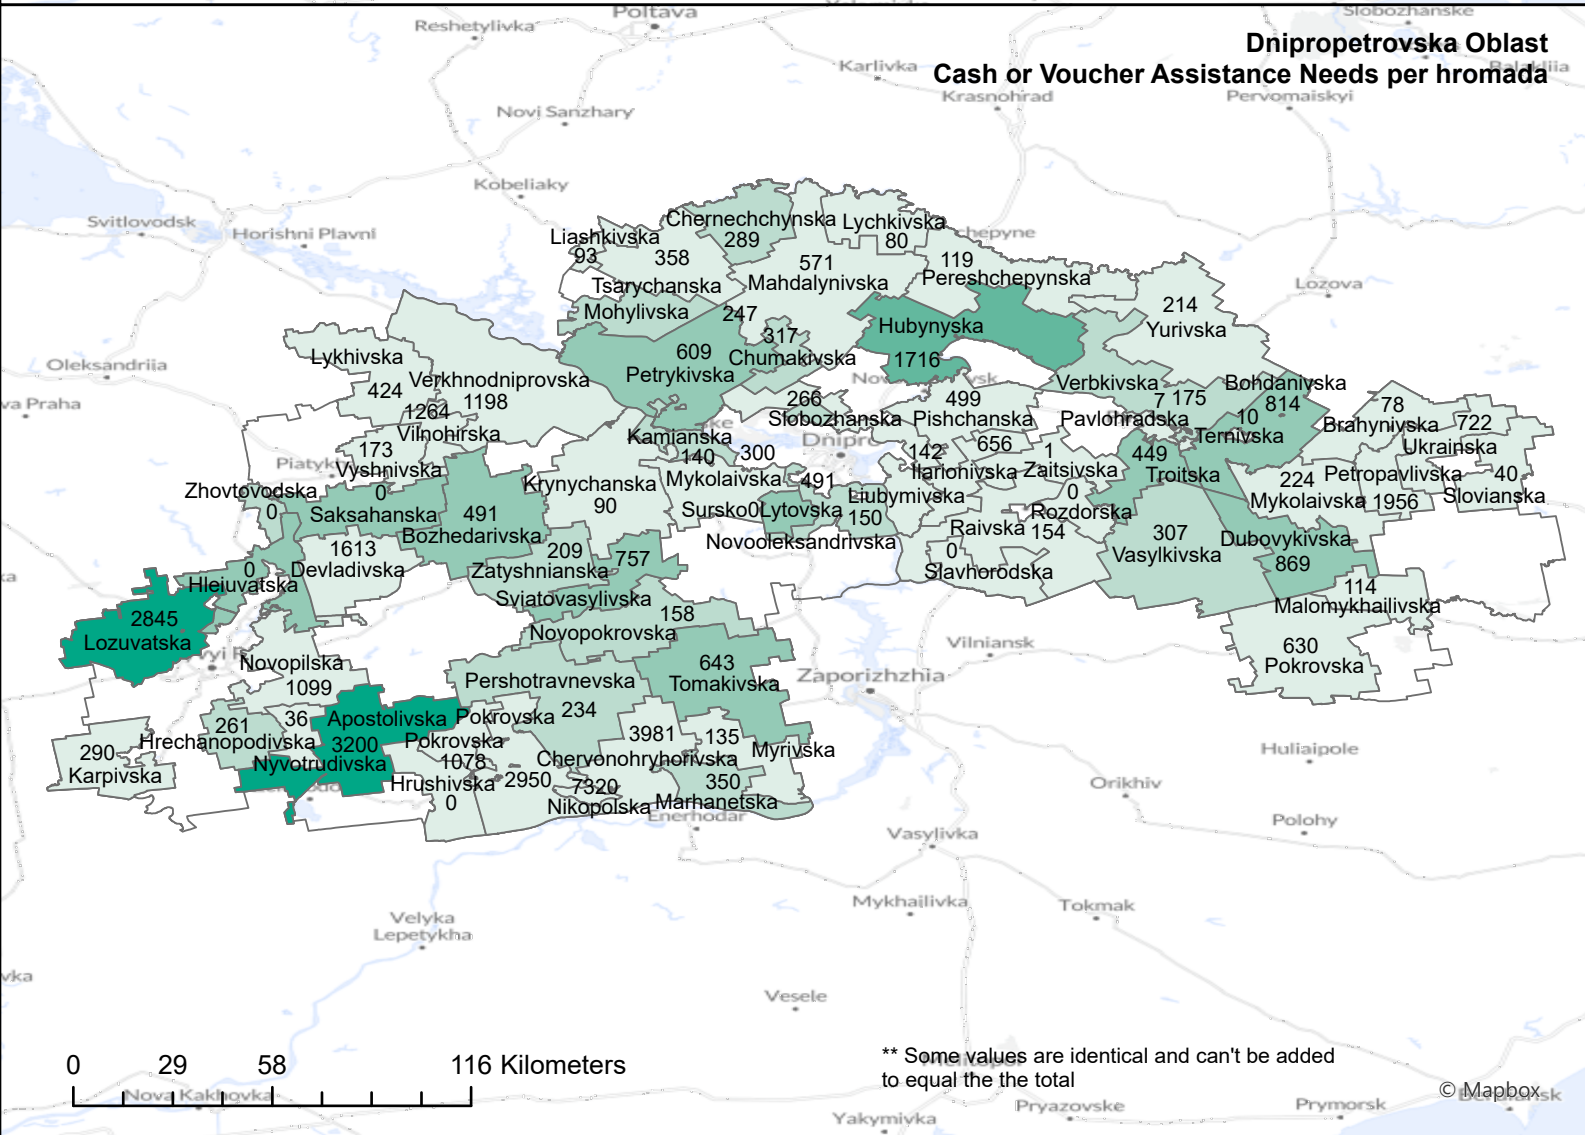 Poltava
Slobozhanske
Reshetylivka
Dnipropetrovska Oblast
Cash or Voucher Assistance Needs per hromada
Karlivka
Krasnohrad
Pervomaiskyi
Novi Sanzhary
Kobeliaky
Svitlovodsk
Horishni Plavni
Chernechchynska
289
Lychkivska
80
Liashkivska
93
358
Tsarychanska
571
Mahdalynivska
119
Pereshchepynska
Lozova
214
Yurivska
Mohylivska
247
317
Chumakivska
Hubynyska
1716
609
Petrykivska
Oleksandriia
Lykhivska
424
Verkhnodniprovska
1198
1264
Vilnohirska
va Praha
266
Slobozhanska
499
Pishchanska
Verbkivska
7
175
Pavlohradska
Bohdanivska
814
10
Ternivska
78
Brahynivska
722
Ukrainska
Kamianska
140
300
Dnipro
173
Vyshnivska
656
142
Ilarionivska
1
Zaitsivska
449
Troitska
224
Mykolaivska
Petropavlivska
1956
40
Slovianska
Zhovtovodska
0
0
Saksahanska
491
Bozhedarivska
Krynychanska
90
Mykolaivska
491
Sursko0Lytovska
Liubymivska
150
Novooleksandrivska
0
Rozdorska
Raivska
154
0
Slavhorodska
307
Vasylkivska
Dubovykivska
869
1613
Devladivska
209
Zatyshnianska
757
0
Hleiuvatska
Sviatovasylivska
158
Novopokrovska
114
Malomykhailivska
2845
Lozuvatska
Vilniansk
630
Pokrovska
Novopilska
1099
643
Tomakivska
Zaporizhzhia
Pershotravnevska
234
Apostolivska
3200
36
Pokrovska
Pokrovska
1078
261
Hrechanopodivska
Nyvotrudivska
290
Karpivska
3981
135
Myrivska
Chervonohryhorivska
Huliaipole
Hrushivska
0
2950
7320
Nikopolska
350
Marhanetska
Enerhodar
Orikhiv
Vasylivka
Polohy
Mykhailivka
Tokmak
Velyka
Lepetykha
vka
Vesele
0 29 58 116 Kilometers
** Some values are identical and can't be added
to equal the the total
Nova Kakhovka
© Mapbox
Yakymivka
Pryazovske
Prymorsk